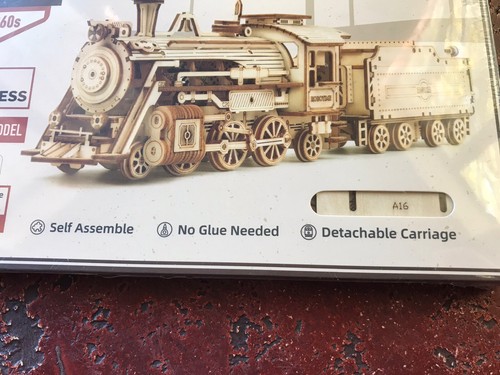 60s
ESS
ODEL
A16
Self Assemble
No Glue Needed
Detachable Carriage